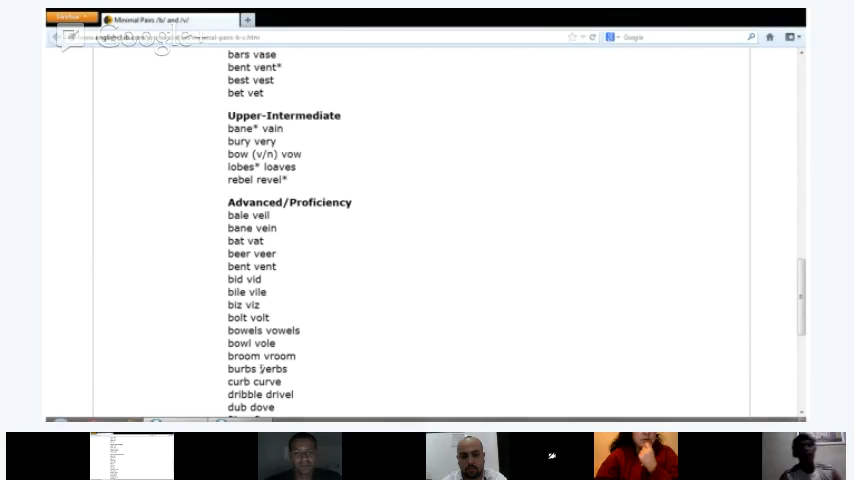 Firefox
Minimal Pairs /b/ and /v/
Google+
Google
bars vase
bent vent*
best vest
bet vet
Upper-Intermediate
bane* vain
bury very
bow (v/n) vow
lobes* loaves
rebel revel*
Advanced/Proficiency
bale veil
bane vein
bat vat
beer veer
bent vent
bid vid
bile vile
biz viz
bolt volt
bowels vowels
bowl vole
broom vroom
burbs verbs
curb curve
dribble drivel
dub dove